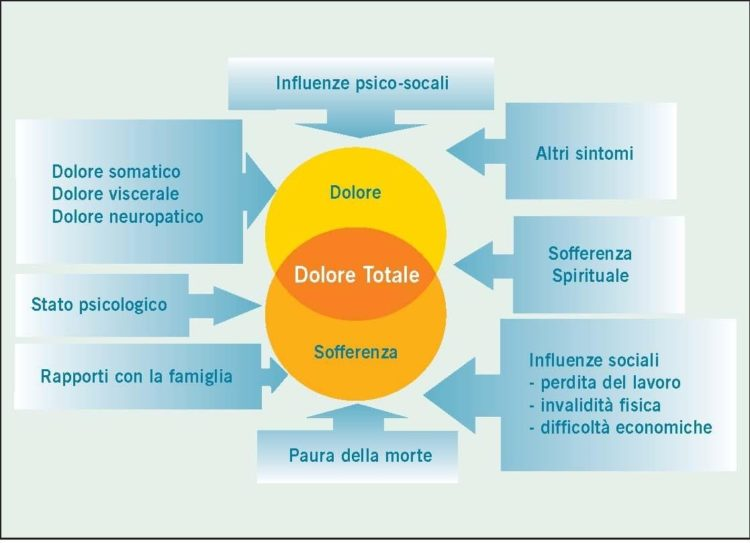 Influenze psico-socali
Dolore somatico
Dolore viscerale
Dolore neuropatico
Altri sintomi
Dolore
Dolore Totale
Sofferenza
Sofferenza
Spirituale
Stato psicologico
Rapporti con la famiglia
Influenze sociali
- perdita del lavoro
- invalidità fisica
- difficoltà economiche
Paura della morte